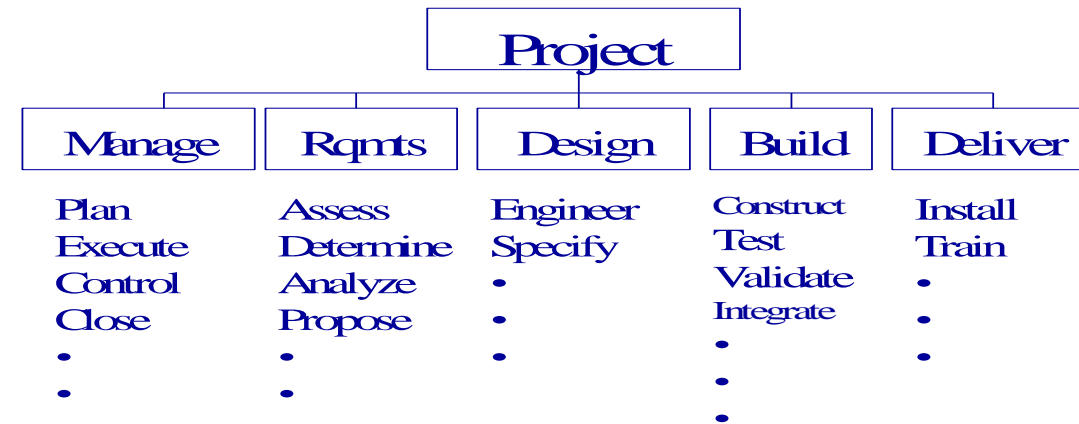 Project
Manage
Rqmts
Design
Build
Deliver
Plan
Execute
Control
Close
•
•
Assess
Determine
Analyze
Propose
•
•
Engineer
Specify
•
•
•
Construct
Test
Validate
Integrate
•
•
•
Install
Train
•
•
•